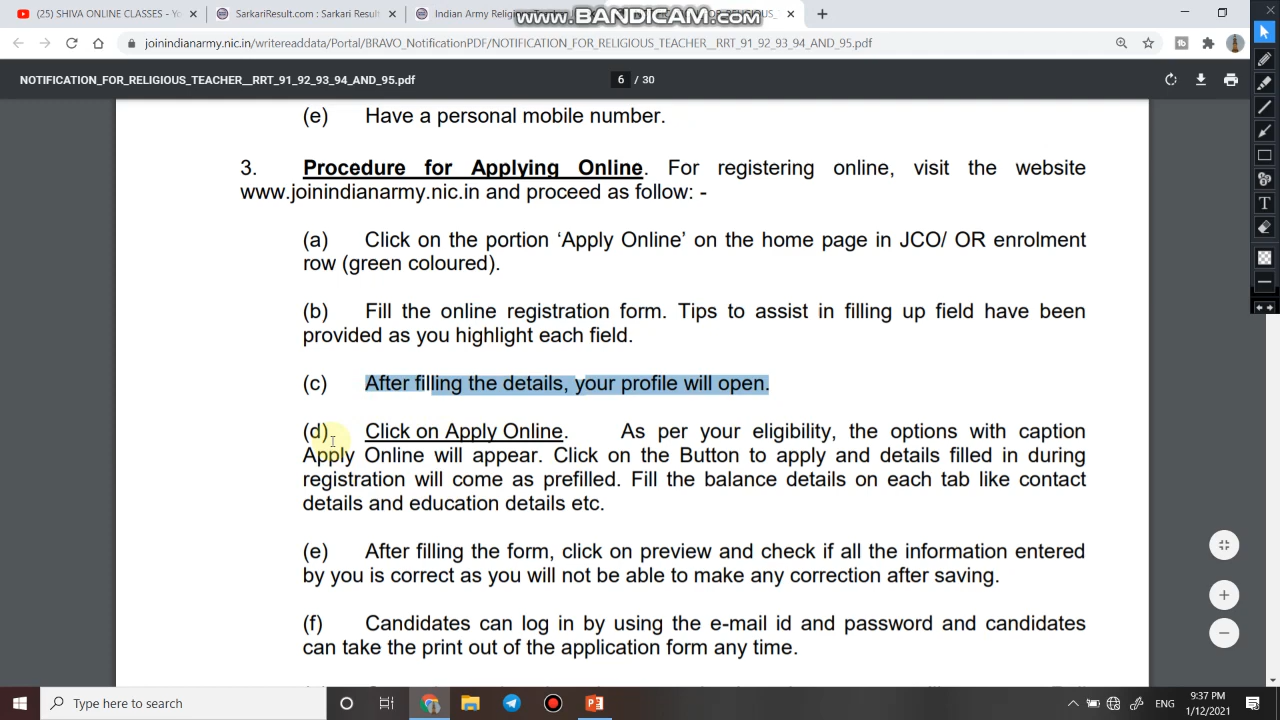 (25) SHIVA ONLINE CLASSES - Yo
SarkariResult.com : Sarkari Result
Indian Army Religious Te
RELIGIOUS_
www.BANDICAM.com
joinindianarmy.nic.in/writereaddata/Portal/BRAVO_NotificationPDF/NOTIFICATION_FOR_RELIGIOUS_TEACHER__RRT_91_92_93_94_AND_95.pdf
NOTIFICATION_FOR_RELIGIOUS_TEACHER__RRT_91_92_93_94_AND_95.pdf
6 / 30
(e) Have a personal mobile number.
3. Procedure for Applying Online. For registering online, visit the website
www.joinindianarmy.nic.in and proceed as follow: -
(a) Click on the portion ‘Apply Online’ on the home page in JCO/ OR enrolment
row (green coloured).
(b) Fill the online registration form. Tips to assist in filling up field have been
provided as you highlight each field.
(c) After filling the details, your profile will open.
(d) Click on Apply Online. As per your eligibility, the options with caption
Apply Online will appear. Click on the Button to apply and details filled in during
registration will come as prefilled. Fill the balance details on each tab like contact
details and education details etc.
(e) After filling the form, click on preview and check if all the information entered
by you is correct as you will not be able to make any correction after saving.
(f) Candidates can log in by using the e-mail id and password and candidates
can take the print out of the application form any time.
Type here to search
ENG
9:37 PM
1/12/2021